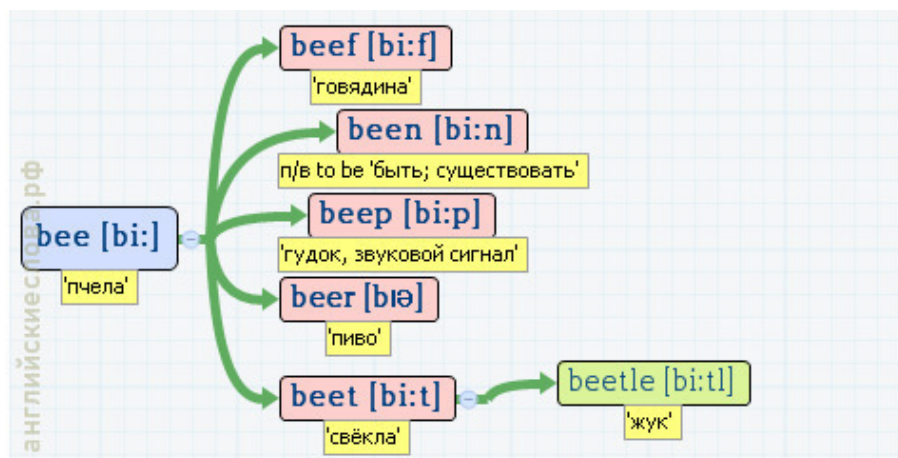 beef [bi:f]
'говядина'
been [bi:n]
п/в to be 'быть; существовать'
beep [bi:p]
'гудок, звуковой сигнал'
bee [bi:]
'пчела'
beer [bıə]
'пиво'
beet [bi:t]
'свёкла'
beetle [bi:tl]
'жук'
английскиеслова.рф